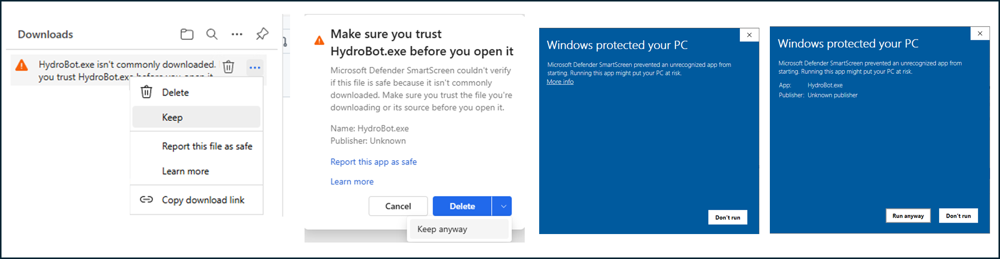 Downloads
HydroBot.exe isn't commonly downloaded.
you trust HydroBot.exe before you open it
Delete
Keep
Report this file as safe
Learn more
Copy download link
Make sure you trust
HydroBot.exe before you open it
Microsoft Defender SmartScreen couldn't verify
if this file is safe because it isn't commonly
downloaded. Make sure you trust the file you're
downloading or its source before you open it.
Name: HydroBot.exe
Publisher: Unknown
Report this app as safe
Learn more
Cancel
Delete
Keep anyway
Windows protected your PC
Microsoft Defender SmartScreen prevented an unrecognized app from
starting. Running this app might put your PC at risk.
More info
Don't run
Windows protected your PC
Microsoft Defender SmartScreen prevented an unrecognized app from
starting. Running this app might put your PC at risk.
App: HydroBot.exe
Publisher: Unknown publisher
Run anyway
Don't run